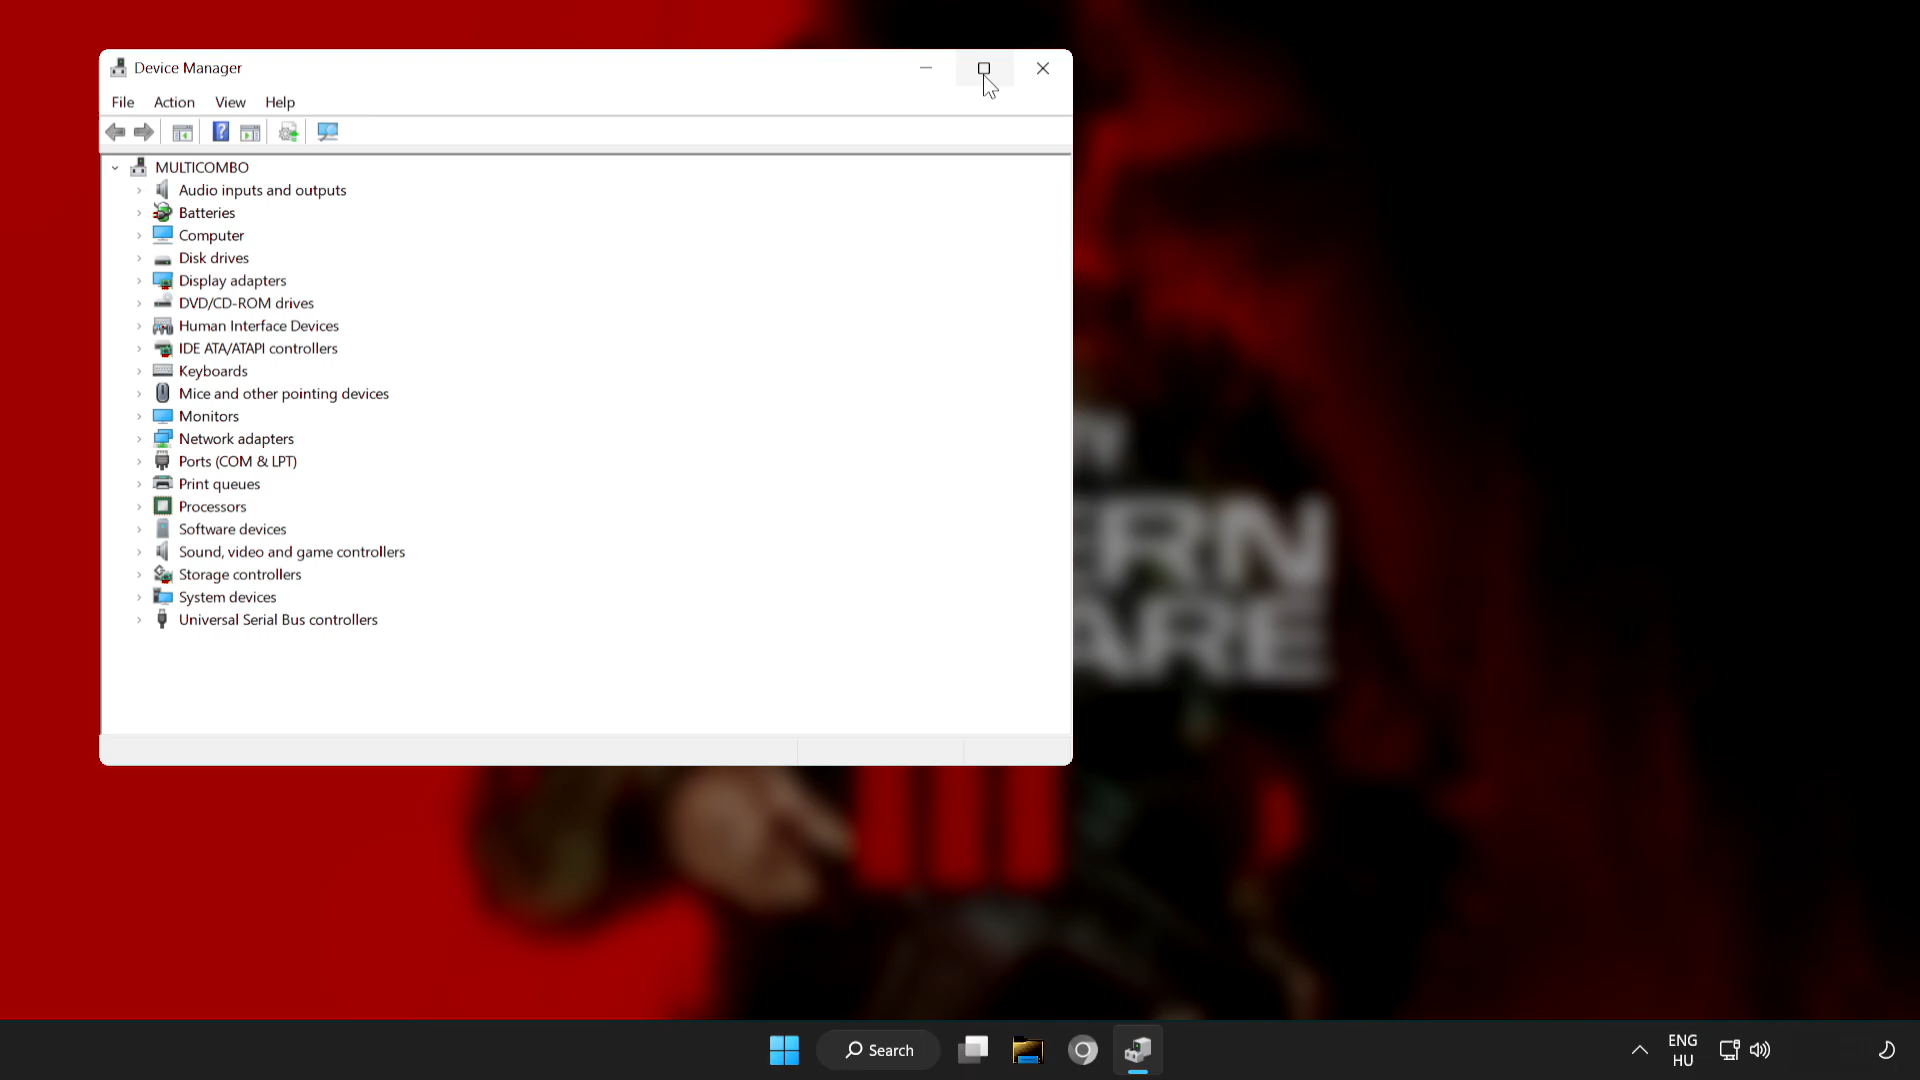 Device Manager
File Action View Help
MULTICOMBO
Audio inputs and outputs
Batteries
Computer
Disk drives
Display adapters
DVD/CD-ROM drives
Human Interface Devices
IDE ATA/ATAPI controllers
Keyboards
Mice and other pointing devices
Monitors
Network adapters
Ports (COM & LPT)
Print queues
Processors
Software devices
Sound, video and game controllers
Storage controllers
System devices
Universal Serial Bus controllers
ERN
ARE
Search
ENG
HU